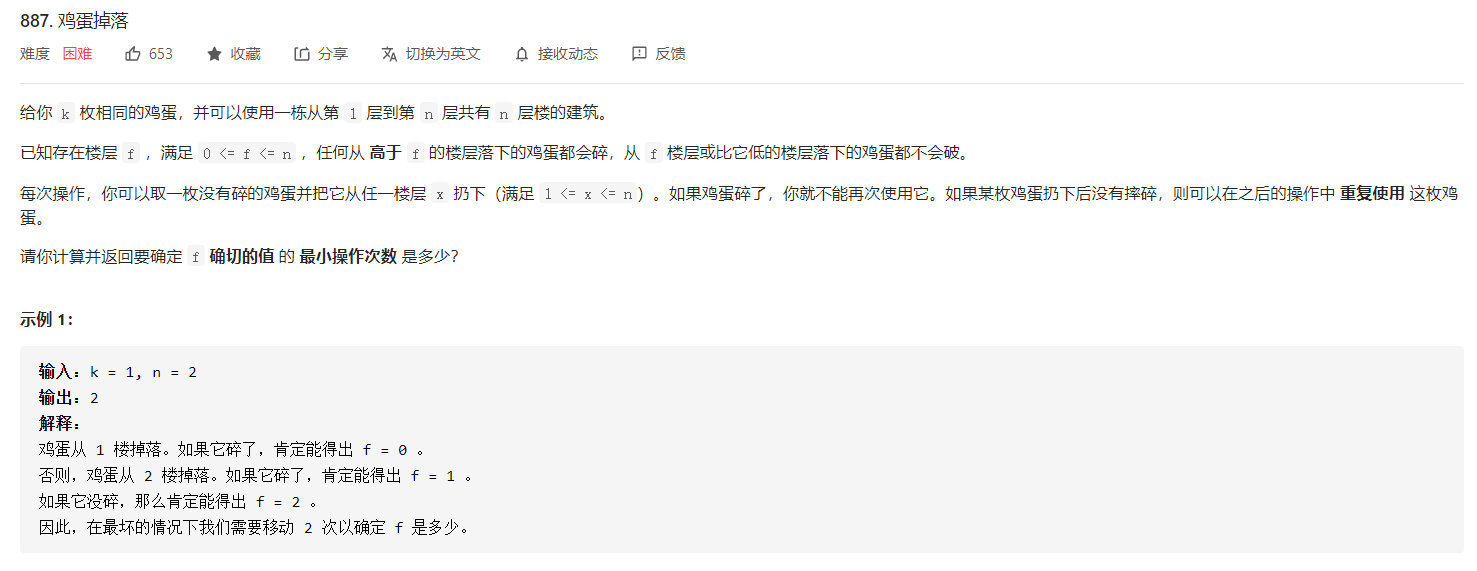 887. 鸡蛋掉落
难度 困难 653 收藏 分享 切换为英文 接收动态 反馈
给你 k 枚相同的鸡蛋，并可以使用一栋从第 1 层到第 n 层共有 n 层楼的建筑。
已知存在楼层 f ，满足 0 <= f <= n ，任何从 高于 f 的楼层落下的鸡蛋都会碎，从 f 楼层或比它低的楼层落下的鸡蛋都不会破。
每次操作，你可以取一枚没有碎的鸡蛋并把它从任一楼层 x 扔下（满足 1 <= x <= n）。如果鸡蛋碎了，你就不能再次使用它。如果某枚鸡蛋扔下后没有摔碎，则可以在之后的操作中 重复使用 这枚鸡
蛋。
请你计算并返回要确定 f 确切的值 的 最小操作次数 是多少？
示例 1：
输入：k = 1, n = 2
输出：2
解释：
鸡蛋从 1 楼掉落。如果它碎了，肯定能得出 f = 0 。
否则，鸡蛋从 2 楼掉落。如果它碎了，肯定能得出 f = 1 。
如果它没碎，那么肯定能得出 f = 2 。
因此，在最坏的情况下我们需要移动 2 次以确定 f 是多少。